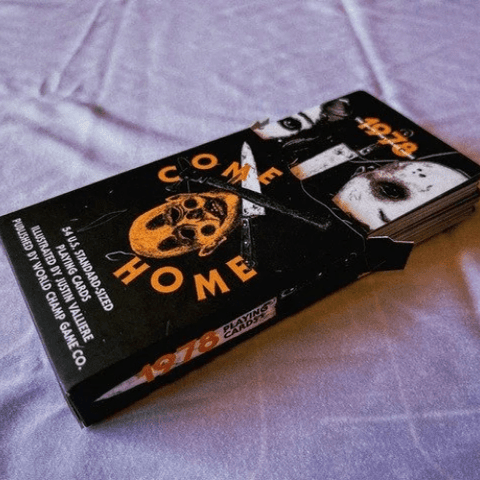 COME
HOME
54 U.S. STANDARD-SIZED
PLAYING CARDS
ILLUSTRATED BY JUSTIN VALLIERE
PUBLISHED BY WORLD CHAMP GAME CO.
1978
1978
PLAYING
CARDS